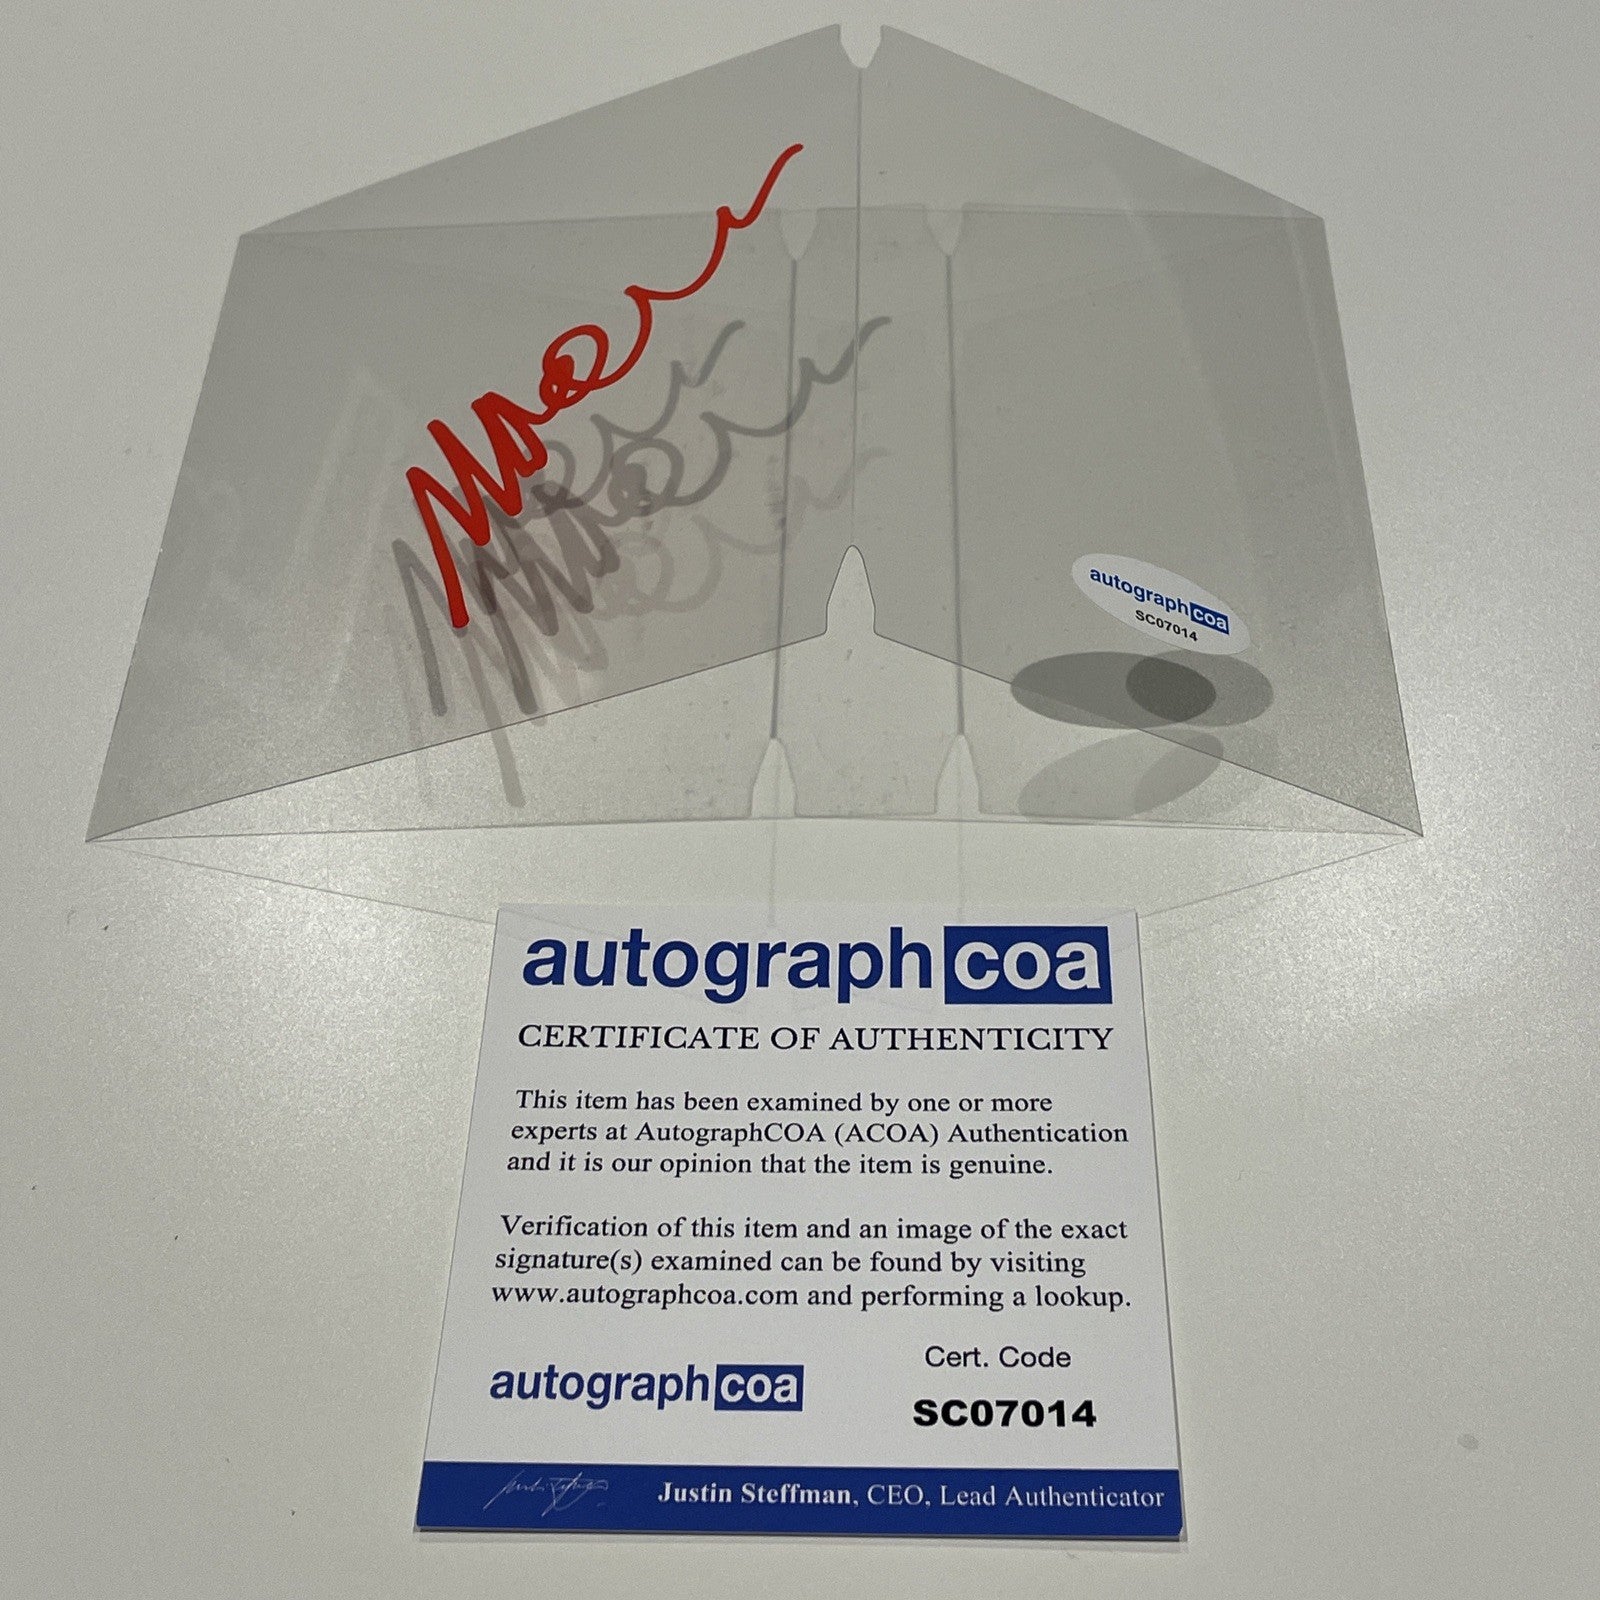 autographcoa
SC07014
autographcoa
CERTIFICATE OF AUTHENTICITY
This item has been examined by one or more
experts at AutographCOA (ACOA) Authentication
and it is our opinion that the item is genuine.
Verification of this item and an image of the exact
signature(s) examined can be found by visiting
www.autographcoa.com and performing a lookup.
Cert. Code
autographcoa
SC07014
Justin Steffman, CEO, Lead Authenticator